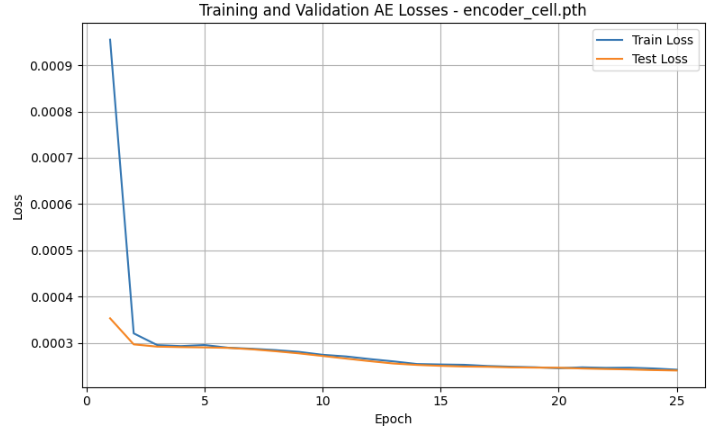 Training and Validation AE Losses - encoder_cell.pth
Train Loss
Test Loss
0.0009
0.0008
0.0007
0.0006
0.0005
0.0004
0.0003
Loss
0 5 10 15 20 25
Epoch